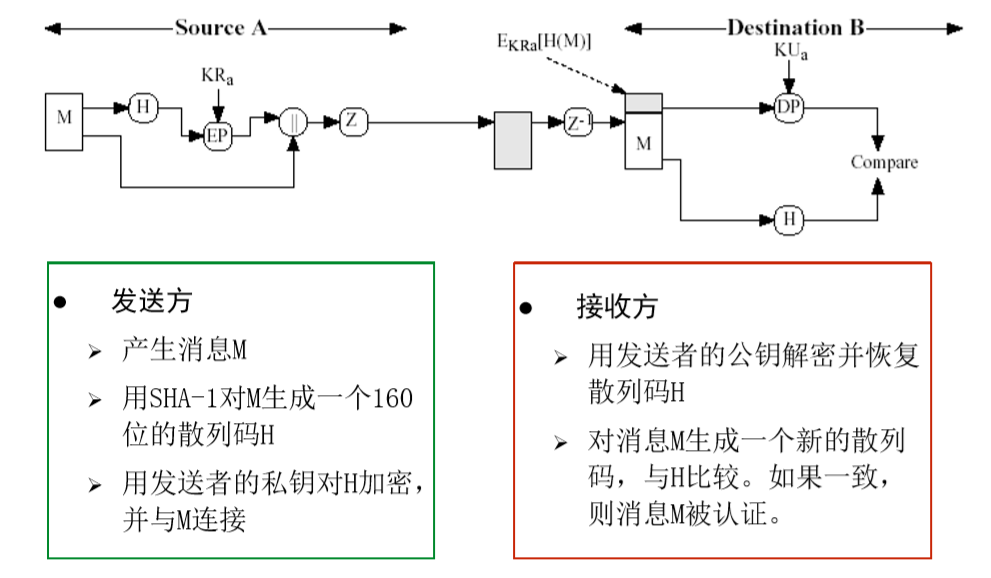 Source A
Destination B
E_KRa[H(M)]
KR_a
KU_a
M
H
EP
||
Z
Z-1
M
DP
Compare
H
● 发送方
➢ 产生消息M
➢ 用SHA-1对M生成一个160
位的散列码H
➢ 用发送者的私钥对H加密，
并与M连接
● 接收方
➢ 用发送者的公钥解密并恢复
散列码H
➢ 对消息M生成一个新的散列
码，与H比较。如果一致，
则消息M被认证。